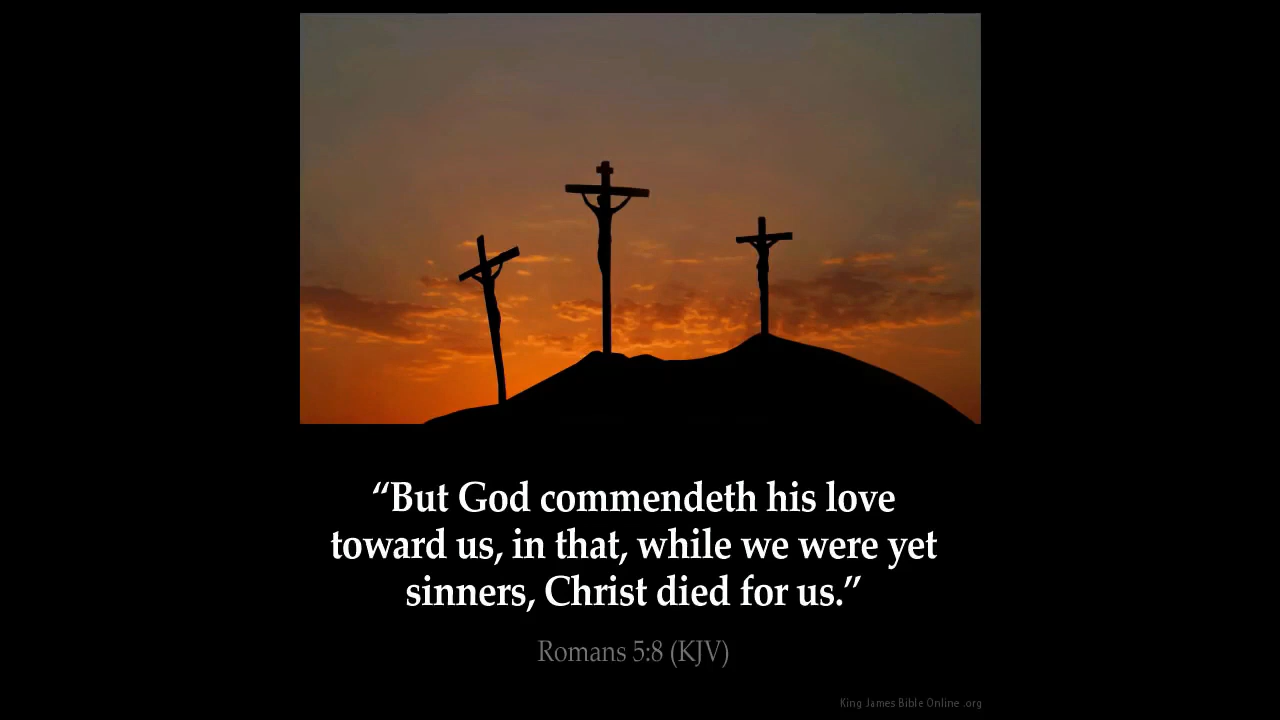 “But God commendeth his love
toward us, in that, while we were yet
sinners, Christ died for us.”
Romans 5:8 (KJV)
King James Bible Online .org